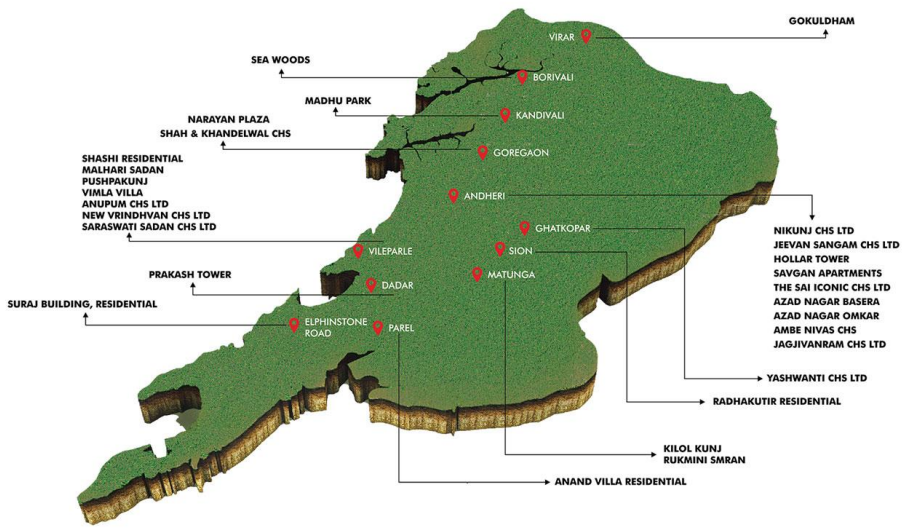 GOKULDHAM
VIRAR
SEA WOODS
BORIVALI
MADHU PARK
KANDIVALI
NARAYAN PLAZA
SHAH & KHANDELWAL CHS
GOREGAON
SHASHI RESIDENTIAL
MALHARI SADAN
PUSHPAKUNJ
VIMLA VILLA
ANUPUM CHS LTD
NEW VRINDHVAN CHS LTD
SARASWATI SADAN CHS LTD
ANDHERI
GHATKOPAR
NIKUNJ CHS LTD
JEEVAN SANGAM CHS LTD
HOLLAR TOWER
SAVGAN APARTMENTS
THE SAI ICONIC CHS LTD
AZAD NAGAR BASERA
AZAD NAGAR OMKAR
AMBE NIVAS CHS
JAGJIVANRAM CHS LTD
VILEPARLE
SION
PRAKASH TOWER
DADAR
MATUNGA
SURAJ BUILDING, RESIDENTIAL
ELPHINSTONE
ROAD
PAREL
YASHWANTI CHS LTD
RADHAKUTIR RESIDENTIAL
KILOL KUNJ
RUKMINI SMRAN
ANAND VILLA RESIDENTIAL